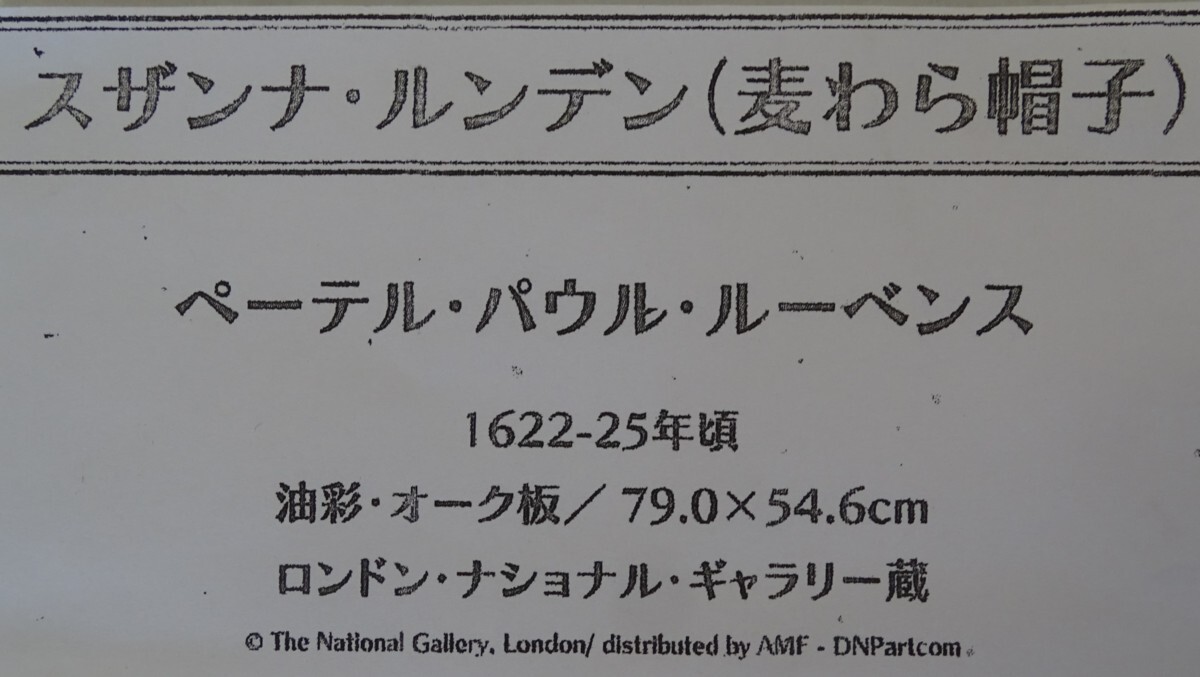 スザンナ・ルンデン(麦わら帽子)
ペーテル・パウル・ルーベンス
1622-25年頃
油彩・オーク板／79.0×54.6cm
ロンドン・ナショナル・ギャラリー蔵
© The National Gallery, London/ distributed by AMF - DNPartcom